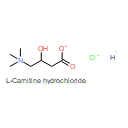 OH O⁻
N⁺ O Cl⁻ H⁺
L-Carnitine hydrochloride